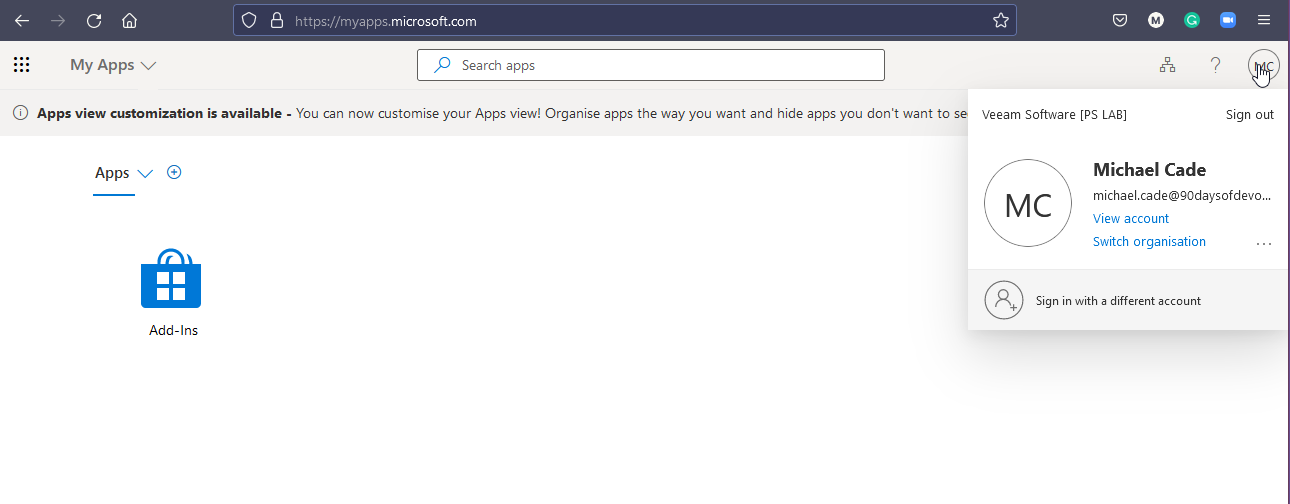 https://myapps.microsoft.com
M
My Apps
Search apps
MC
Apps view customization is available - You can now customise your Apps view! Organise apps the way you want and hide apps you don't want to se
Veeam Software [PS LAB]
Sign out
Apps
MC
Michael Cade
michael.cade@90daysofdevo...
View account
Switch organisation
...
Add-Ins
Sign in with a different account